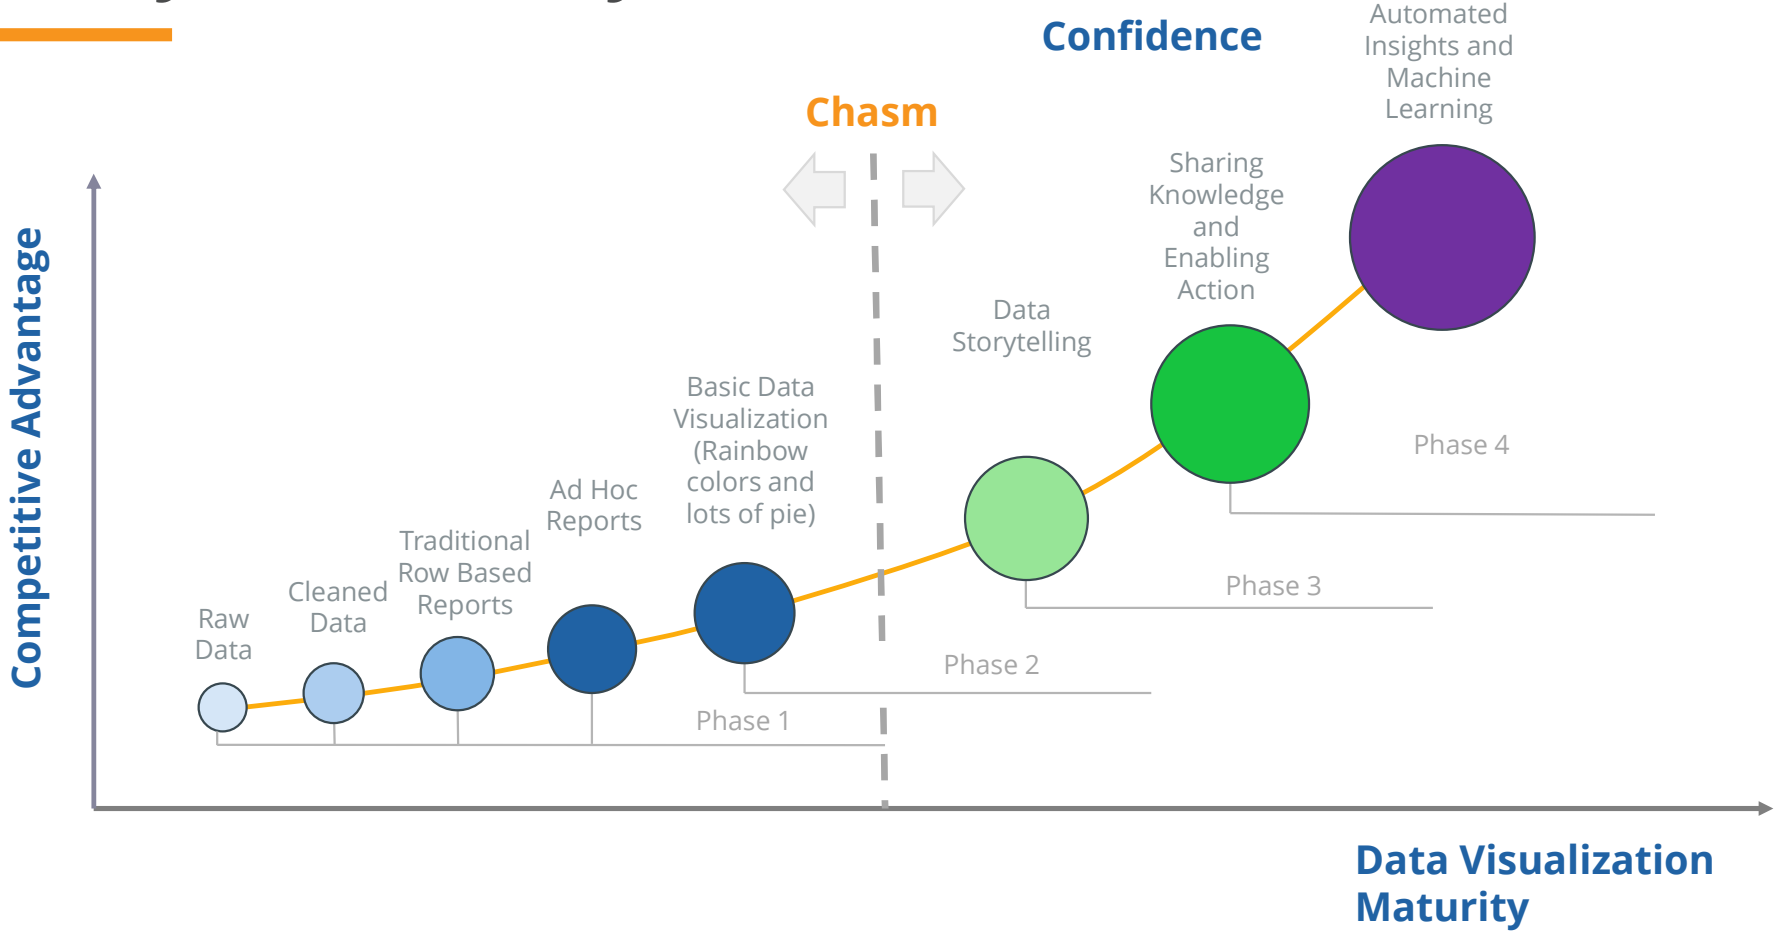 Confidence
Automated
Insights and
Machine
Learning
Chasm
Sharing
Knowledge
and
Enabling
Action
Data
Storytelling
Basic Data
Visualization
(Rainbow
colors and
lots of pie)
Ad Hoc
Reports
Traditional
Row Based
Reports
Cleaned
Data
Raw
Data
Competitive Advantage
Phase 4
Phase 3
Phase 2
Phase 1
Data Visualization
Maturity